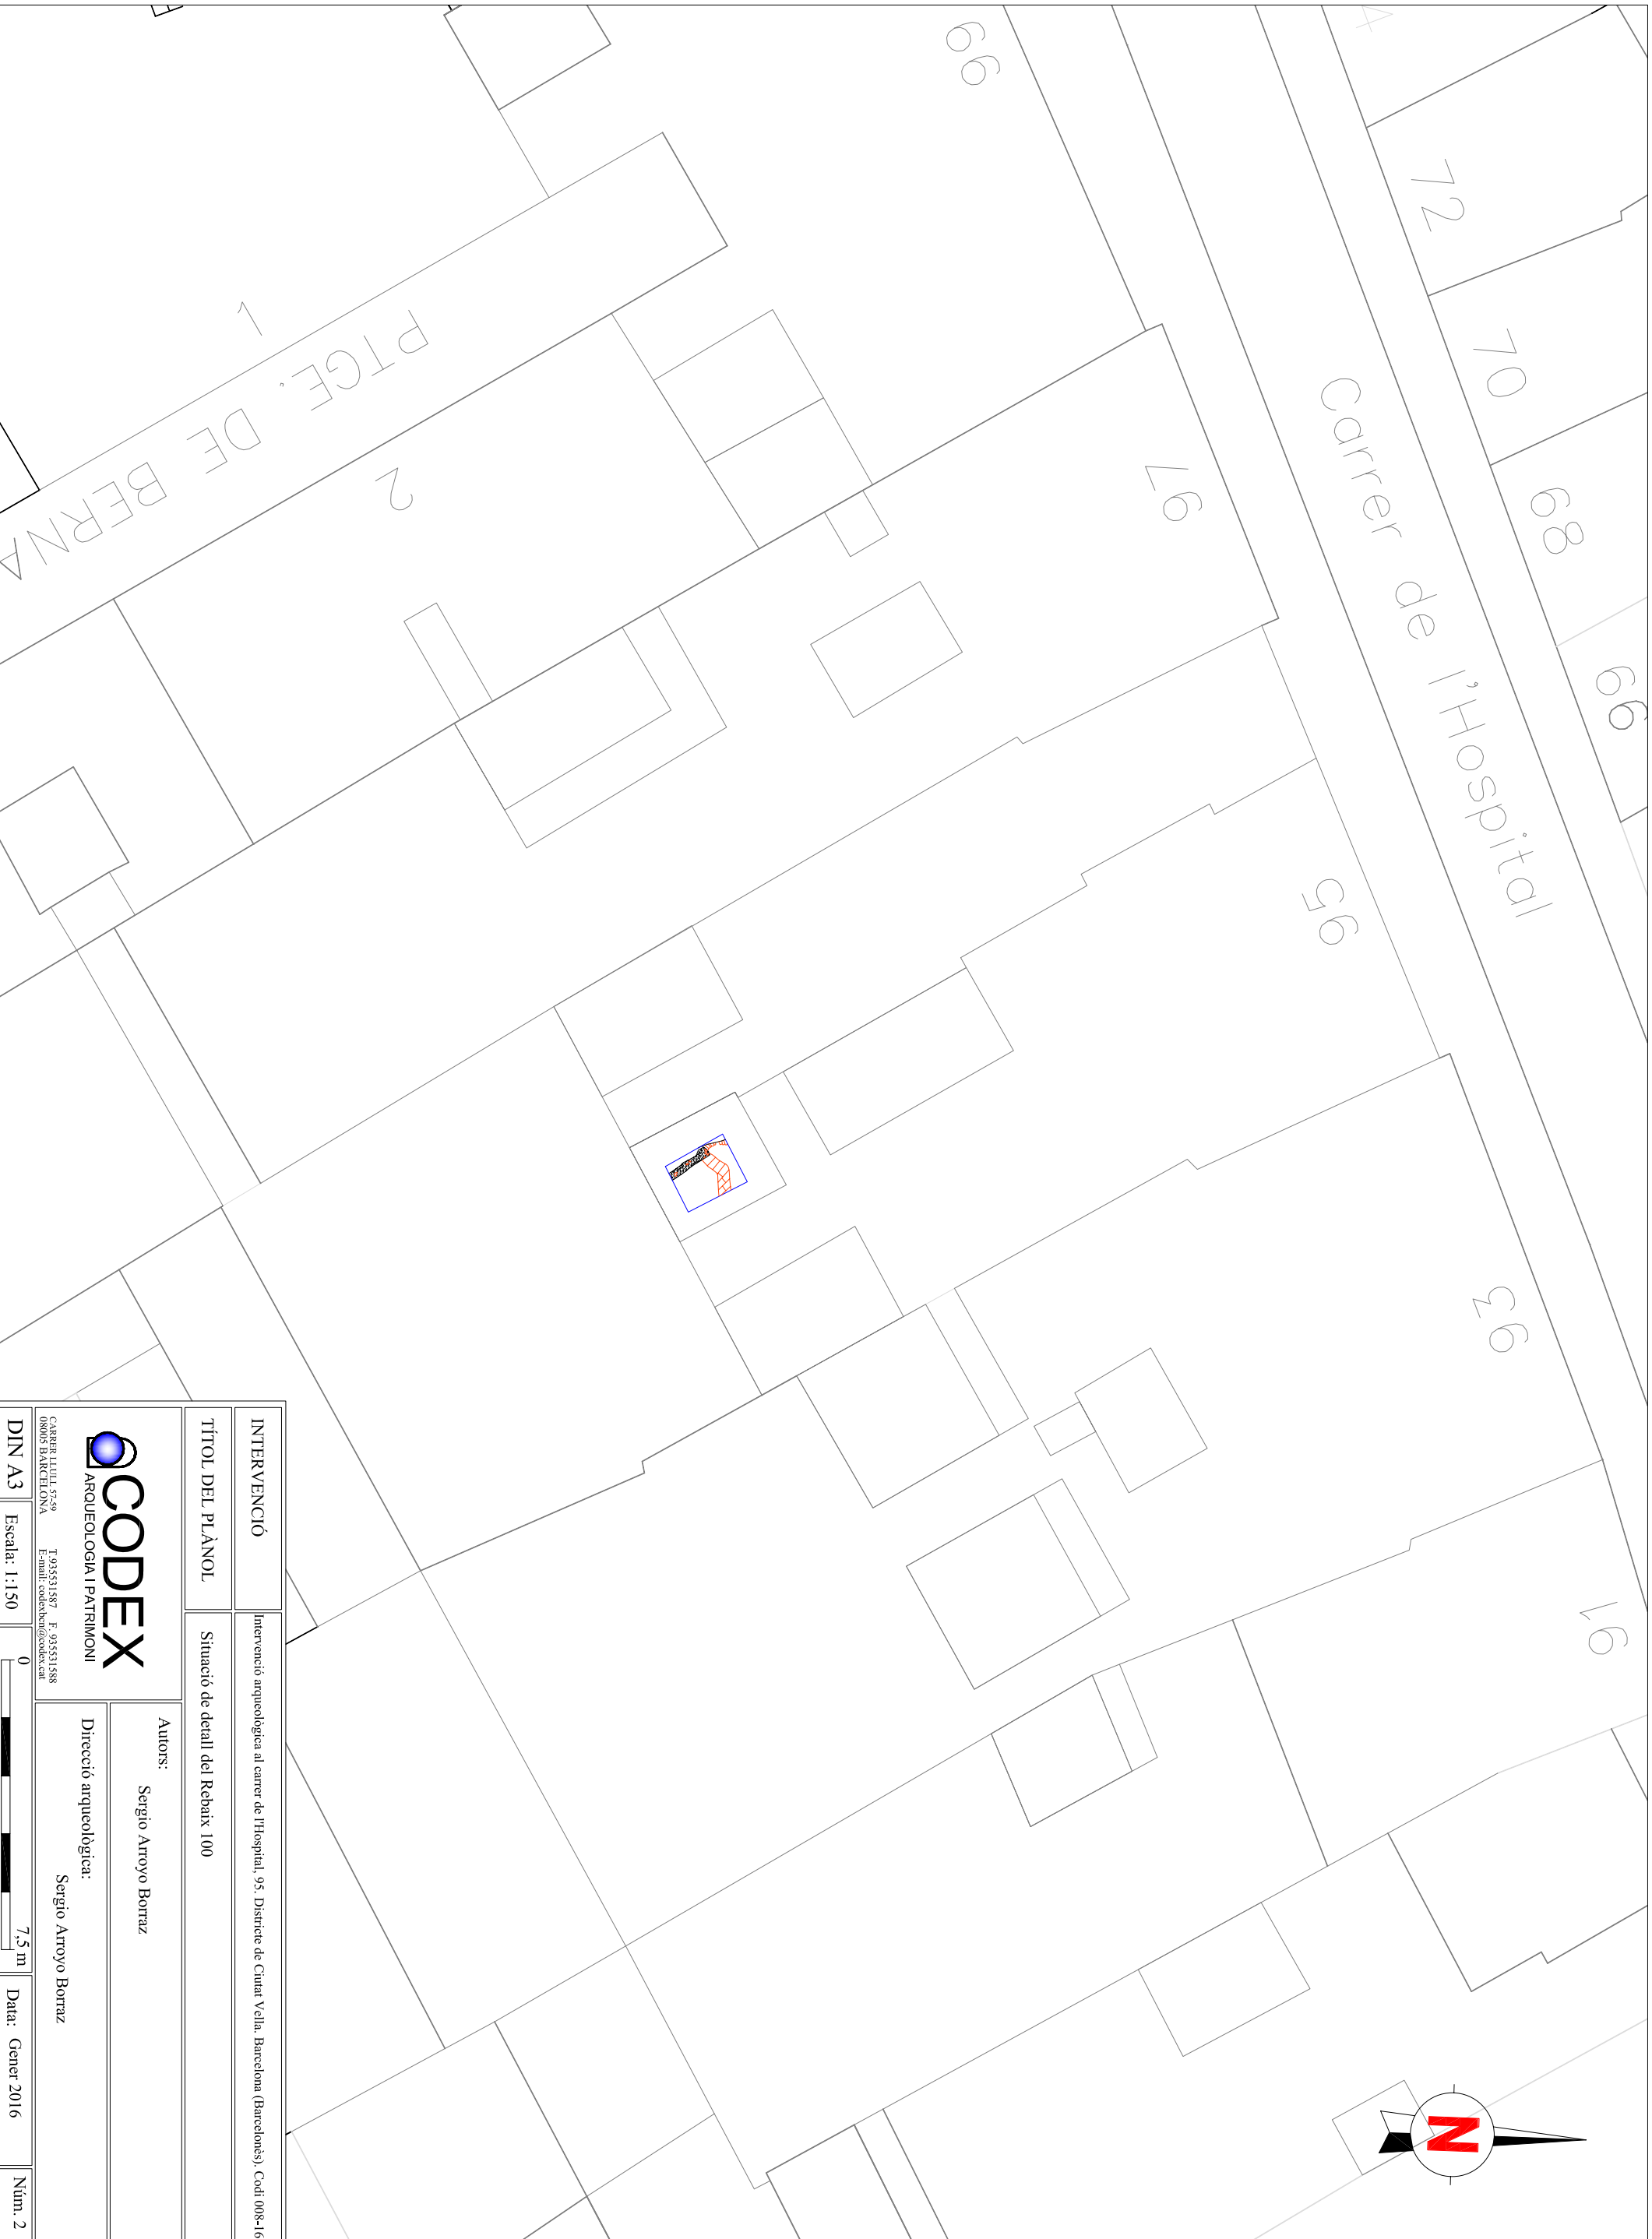 72
70
68
66
Carrer de l'Hospital
99
97
95
93
91
PTGE. DE BERNA
1
2
N
INTERVENCIÓ
Intervenció arqueològica al carrer de l'Hospital, 95. Districte de Ciutat Vella. Barcelona (Barcelonès). Codi 008-16
TÍTOL DEL PLÀNOL
Situació de detall del Rebaix 100
CODEX
ARQUEOLOGIA I PATRIMONI
CARRER LLULL 57-59 T.935531587 F. 935531588
08005 BARCELONA E-mail: codexbcn@codex.cat
Autors:
Sergio Arroyo Borraz
Direcció arqueològica:
Sergio Arroyo Borraz
DIN A3
Escala: 1:150
0 7,5 m
Data: Gener 2016
Núm. 2